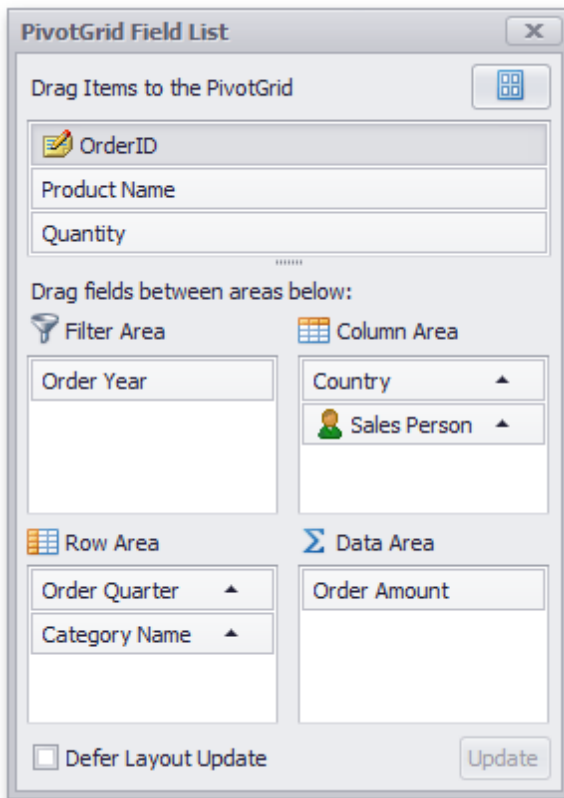 PivotGrid Field List
Drag Items to the PivotGrid
OrderID
Product Name
Quantity
Drag fields between areas below:
Filter Area
Column Area
Order Year
Country
Sales Person
Row Area
Data Area
Order Quarter
Order Amount
Category Name
Defer Layout Update
Update